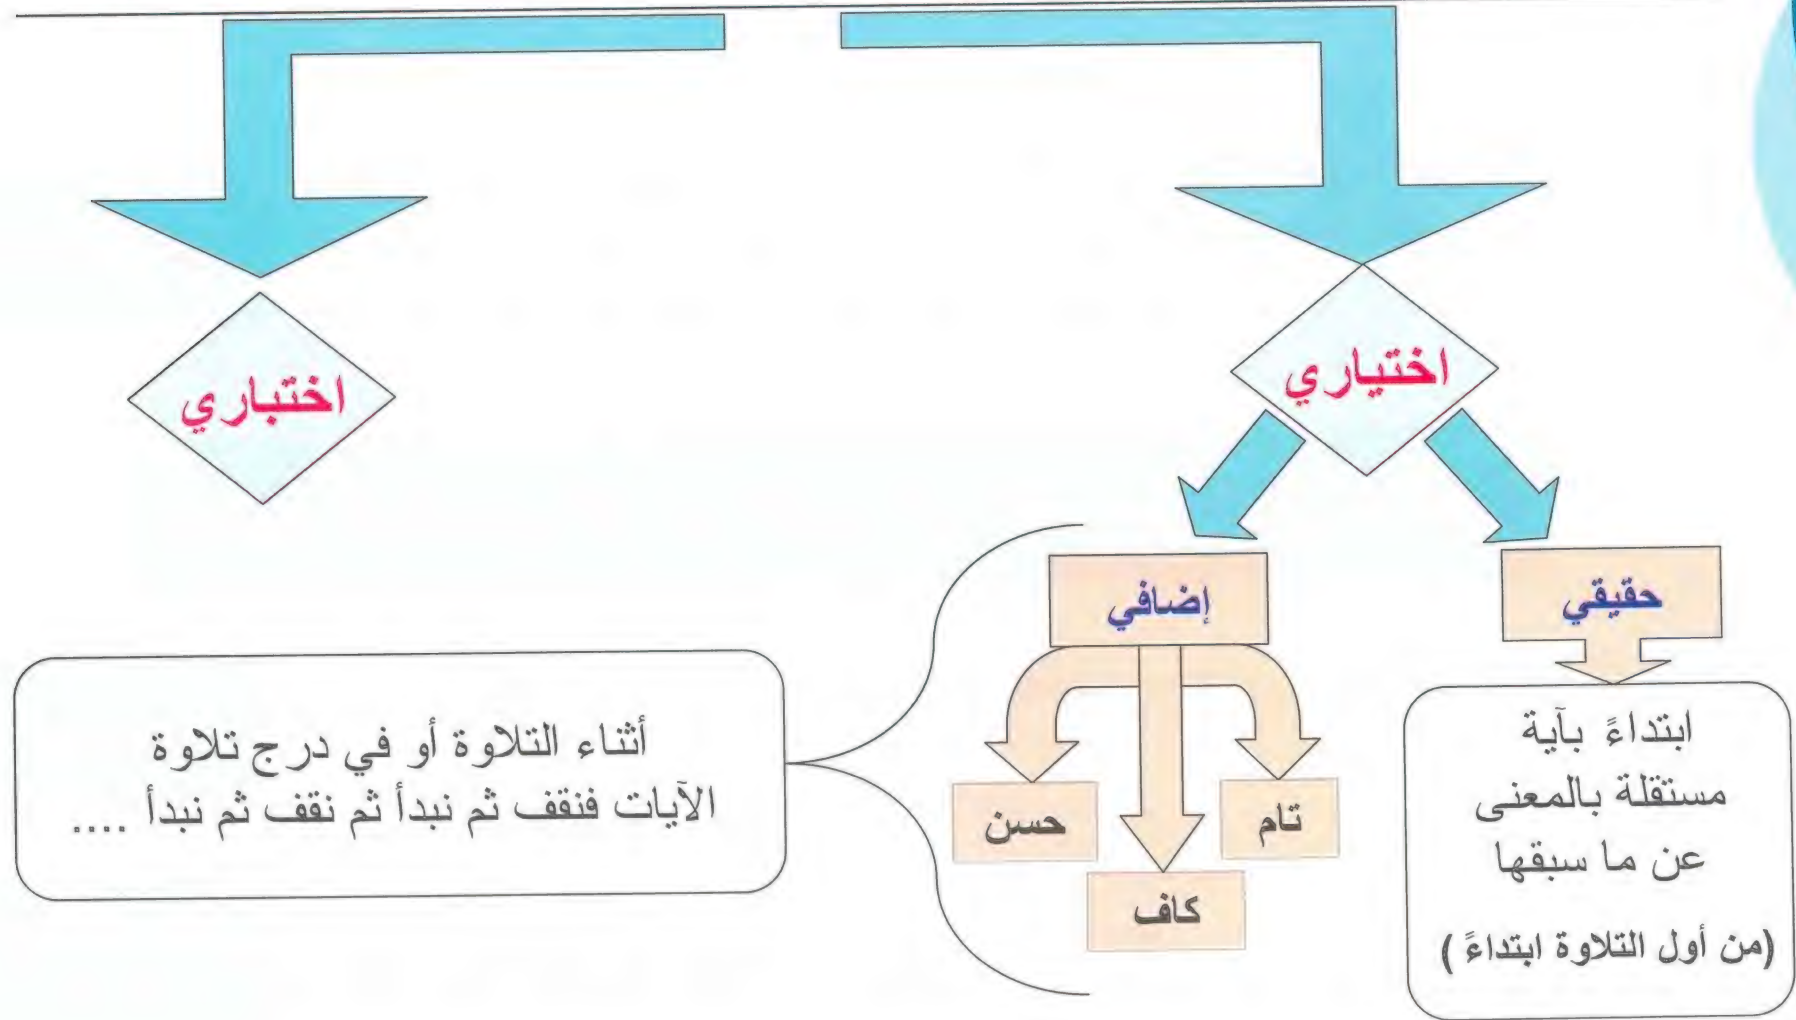 اختياري
اختباري
حقيقي
إضافي
ابتداءً بآية
مستقلة بالمعنى
عن ما سبقها
(من أول التلاوة ابتداءً )
تام
كاف
حسن
أثناء التلاوة أو في درج تلاوة
الآيات فنقف ثم نبدأ ثم نقف ثم نبدأ ....